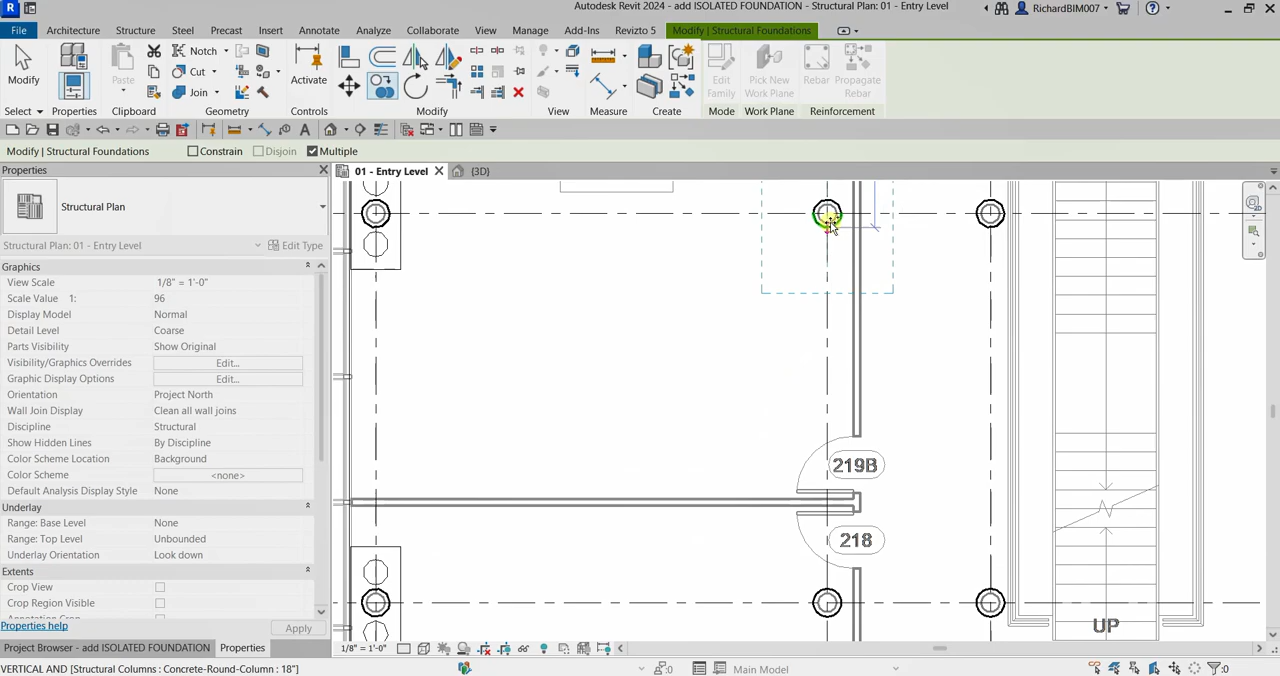 Autodesk Revit 2024 - add ISOLATED FOUNDATION - Structural Plan: 01 - Entry Level
RichardBIM007
File Architecture Structure Steel Precast Insert Annotate Analyze Collaborate View Manage Add-Ins Revizto 5 Modify | Structural Foundations
Notch
Cut
Join
Modify
Paste
Activate
Edit Family
Pick New Work Plane
Rebar
Propagate Rebar
Select Properties Clipboard Geometry Controls Modify View Measure Create Mode Work Plane Reinforcement
Modify | Structural Foundations Constrain Disjoin Multiple
Properties
01 - Entry Level
{3D}
Structural Plan
Structural Plan: 01 - Entry Level Edit Type
Graphics
View Scale 1/8" = 1'-0"
Scale Value 1: 96
Display Model Normal
Detail Level Coarse
Parts Visibility Show Original
Visibility/Graphics Overrides Edit...
Graphic Display Options Edit...
Orientation Project North
Wall Join Display Clean all wall joins
Discipline Structural
Show Hidden Lines By Discipline
Color Scheme Location Background
Color Scheme <none>
Default Analysis Display Style None
Underlay
Range: Base Level None
Range: Top Level Unbounded
Underlay Orientation Look down
Extents
Crop View
Crop Region Visible
Properties help Apply
219B
218
UP
Project Browser - add ISOLATED FOUNDATION Properties 1/8" = 1'-0"
VERTICAL AND [Structural Columns : Concrete-Round-Column : 18"] :0 Main Model :0